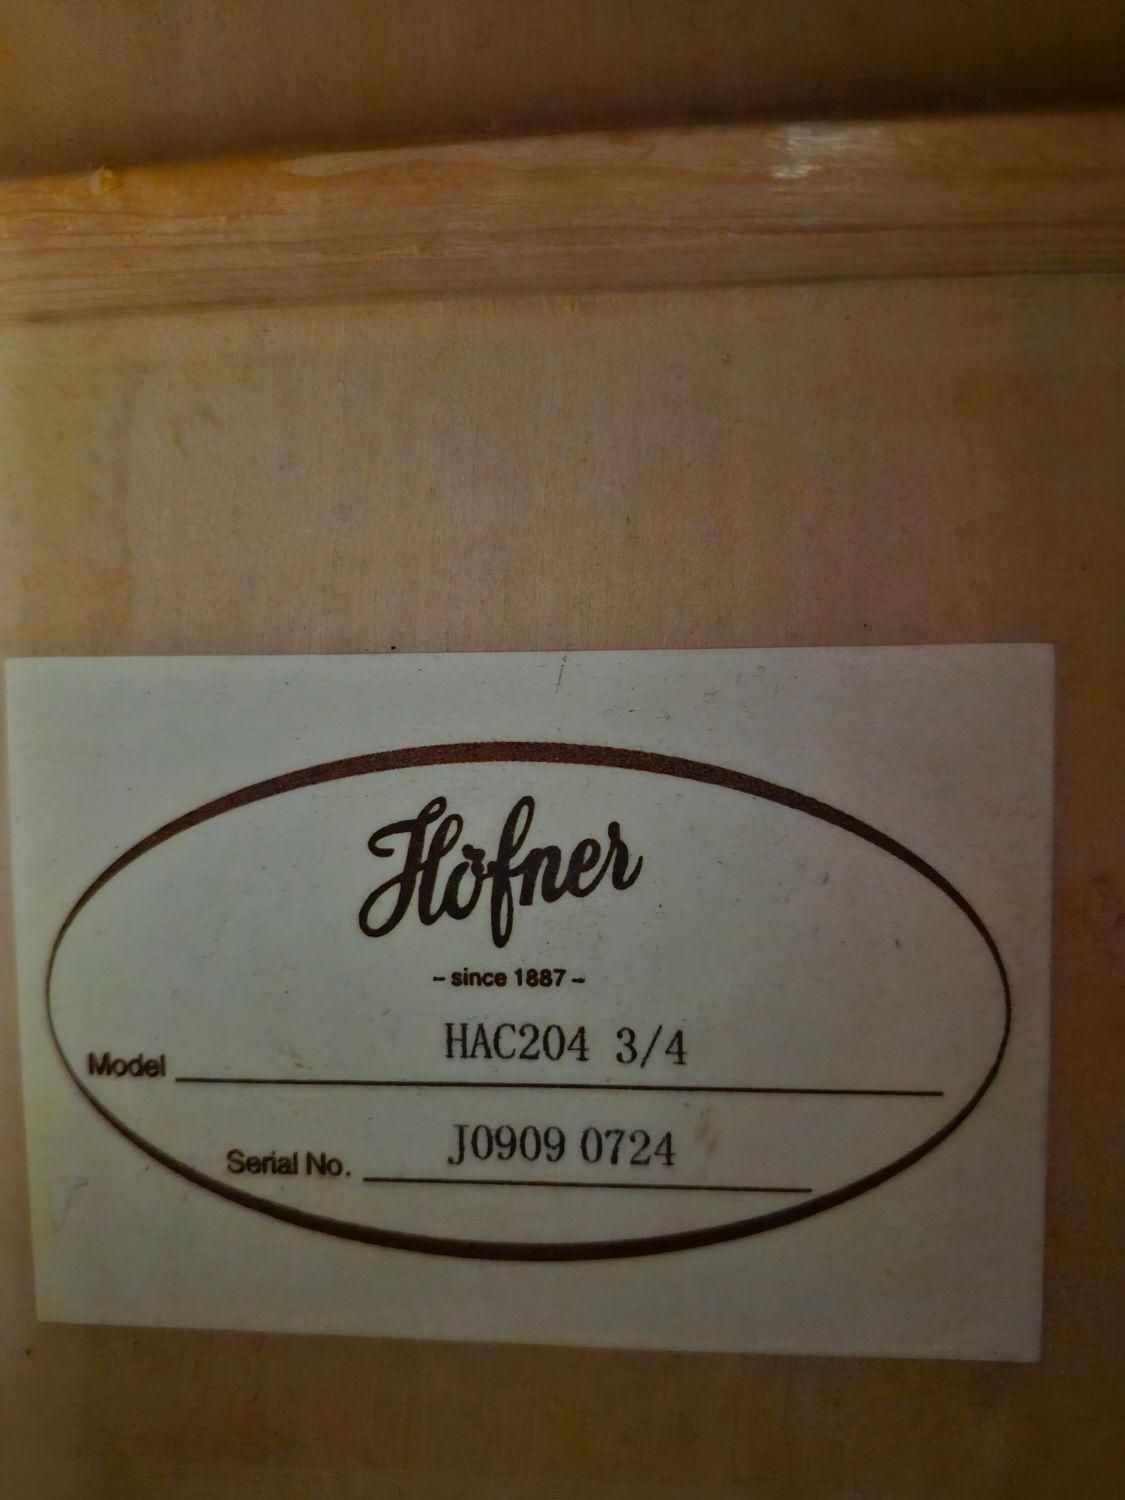 Höfner
– since 1887 –
Model HAC204 3/4
Serial No. J0909 0724